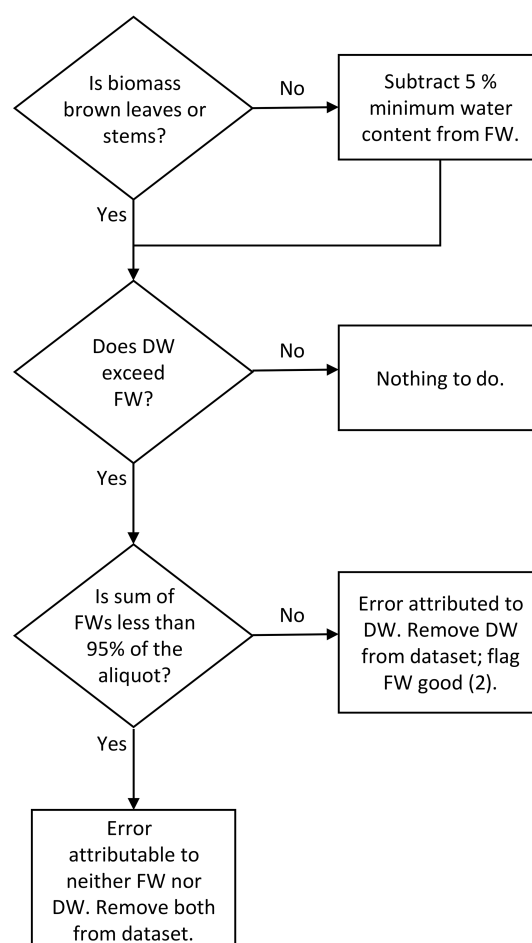 Is biomass
brown leaves or
stems?
No
Subtract 5 %
minimum water
content from FW.
Yes
Does DW
exceed
FW?
No
Nothing to do.
Yes
Is sum of
FWs less than
95% of the
aliquot?
No
Error attributed to
DW. Remove DW
from dataset; flag
FW good (2).
Yes
Error
attributable to
neither FW nor
DW. Remove both
from dataset.